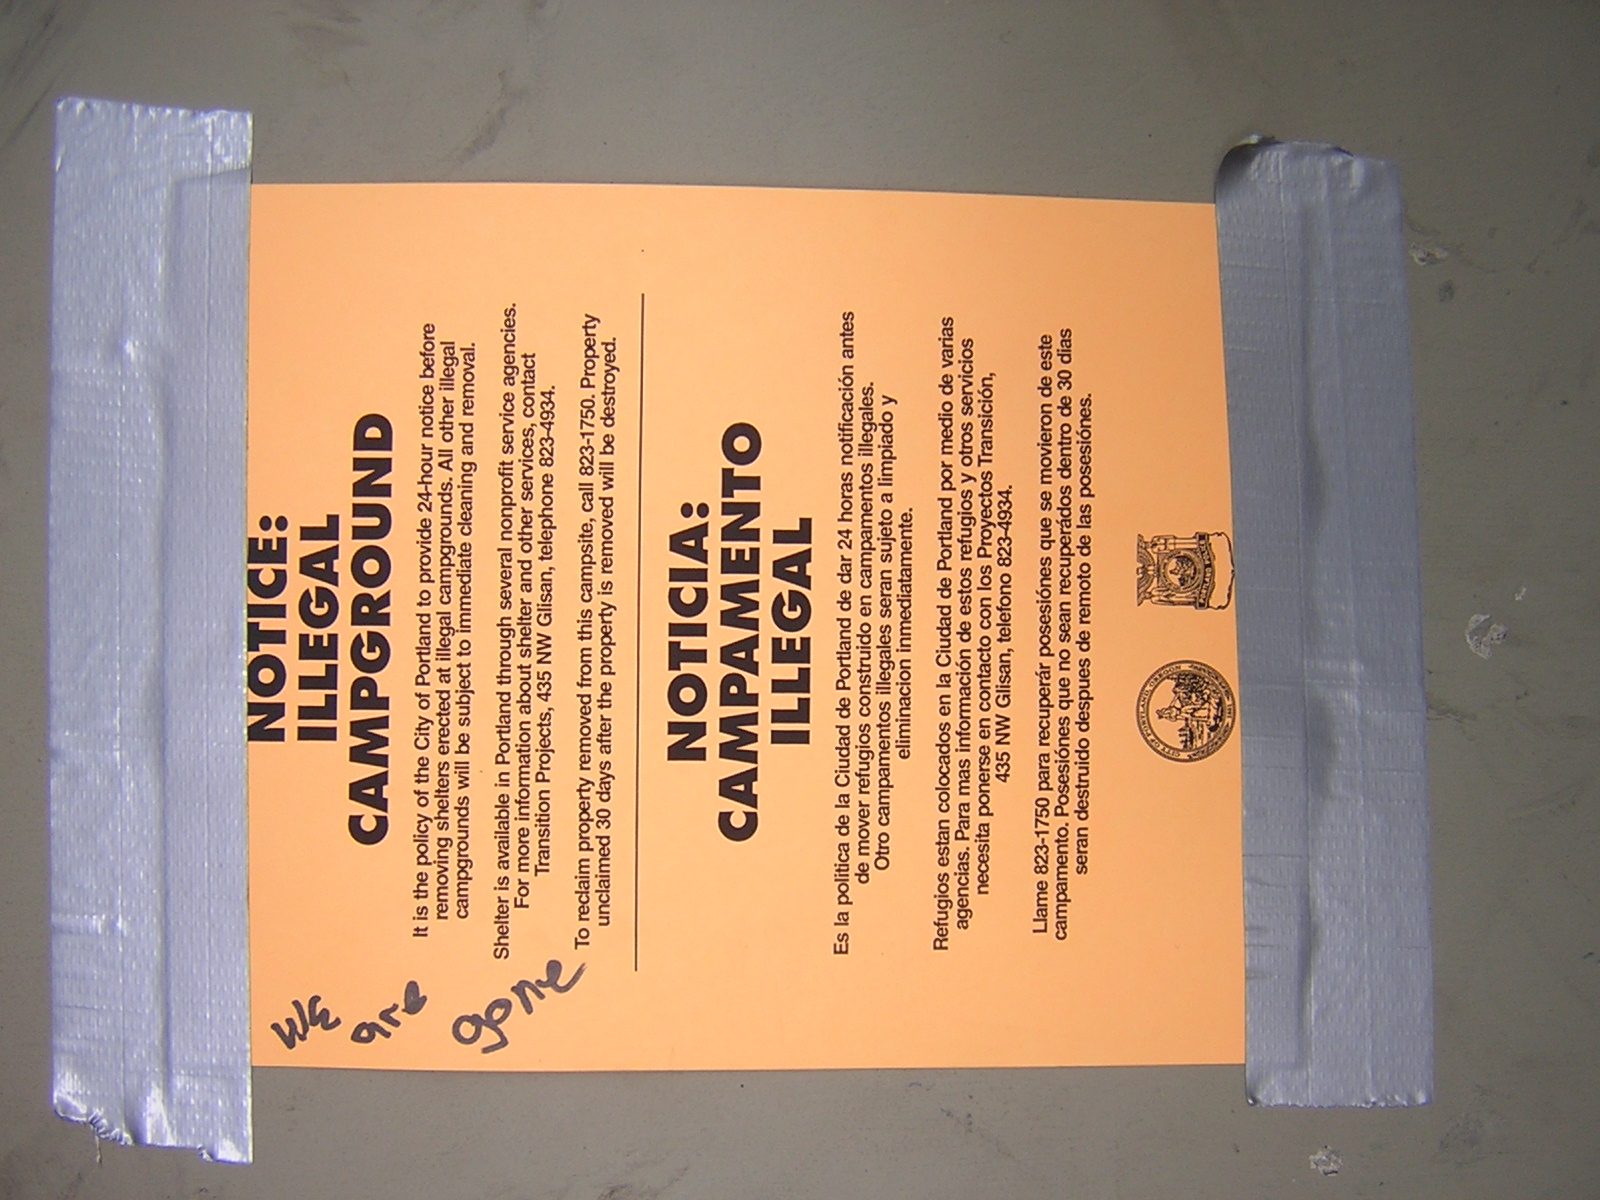 NOTICE:
ILLEGAL
CAMPGROUND
It is the policy of the City of Portland to provide 24-hour notice before
removing shelters erected at illegal campgrounds. All other illegal
campgrounds will be subject to immediate cleaning and removal.
Shelter is available in Portland through several nonprofit service agencies.
For more information about shelter and other services, contact
Transition Projects, 435 NW Glisan, telephone 823-4934.
To reclaim property removed from this campsite, call 823-1750. Property
unclaimed 30 days after the property is removed will be destroyed.
We
are
gone
NOTICIA:
CAMPAMENTO
ILLEGAL
Es la politica de la Ciudad de Portland de dar 24 horas notificación antes
de mover refugios construido en campamentos illegales.
Otro campamentos illegales seran sujeto a limpiado y
eliminacion inmediatamente.
Refugios estan colocados en la Ciudad de Portland por medio de varias
agencias. Para mas información de estos refugios y otros servicios
necesita ponerse en contacto con los Proyectos Transición,
435 NW Glisan, telefono 823-4934.
Llame 823-1750 para recuperár posesiónes que se movieron de este
campamento. Posesiónes que no sean recuperádos dentro de 30 dias
seran destruido despues de remoto de las posesiónes.
CITY OF PORTLAND, OREGON